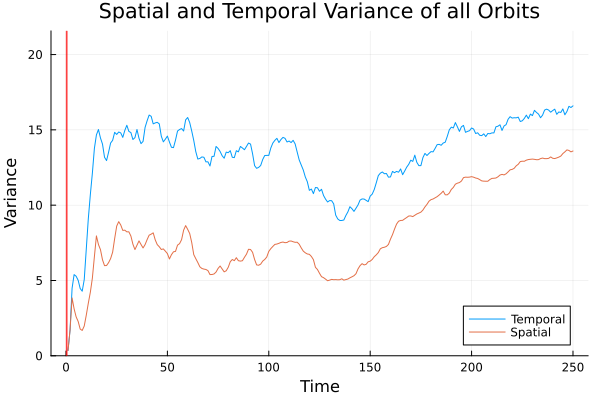 Spatial and Temporal Variance of all Orbits
Variance
20
15
10
5
0
0 50 100 150 200 250
Time
Temporal
Spatial